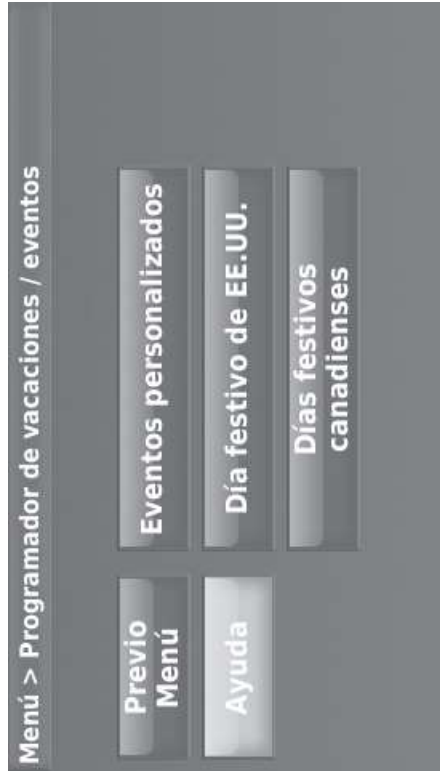 Menú > Programador de vacaciones / eventos
Previo
Menú
Ayuda
Eventos personalizados
Día festivo de EE.UU.
Días festivos
canadienses